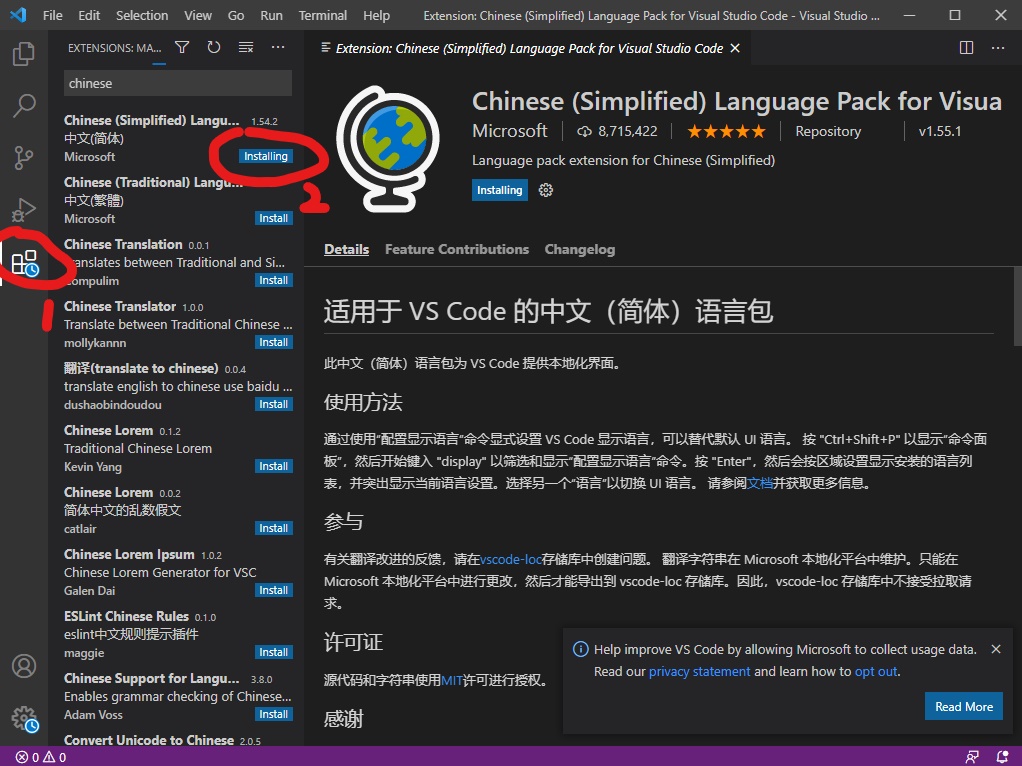 File Edit Selection View Go Run Terminal Help Extension: Chinese (Simplified) Language Pack for Visual Studio Code - Visual Studio ...
EXTENSIONS: MA...
Extension: Chinese (Simplified) Language Pack for Visual Studio Code
chinese
Chinese (Simplified) Langu... 1.54.2
中文(简体)
Microsoft Installing
Chinese (Traditional) Langu...
中文(繁體)
Microsoft Install
Chinese Translation 0.0.1
ranslates between Traditional and Si...
ompulim Install
Chinese Translator 1.0.0
Translate between Traditional Chinese ...
mollykannn Install
翻译(translate to chinese) 0.0.4
translate english to chinese use baidu ...
dushaobindoudou Install
Chinese Lorem 0.1.2
Traditional Chinese Lorem
Kevin Yang Install
Chinese Lorem 0.0.2
简体中文的乱数假文
catlair Install
Chinese Lorem Ipsum 1.0.2
Chinese Lorem Generator for VSC
Galen Dai Install
ESLint Chinese Rules 0.1.0
eslint中文规则提示插件
maggie Install
Chinese Support for Langu... 3.8.0
Enables grammar checking of Chinese...
Adam Voss Install
Convert Unicode to Chinese 2.0.5
1
2
Chinese (Simplified) Language Pack for Visua
Microsoft 8,715,422 ★★★★★ Repository v1.55.1
Language pack extension for Chinese (Simplified)
Installing
Details Feature Contributions Changelog
适用于 VS Code 的中文（简体）语言包
此中文（简体）语言包为 VS Code 提供本地化界面。
使用方法
通过使用“配置显示语言”命令显式设置 VS Code 显示语言，可以替代默认 UI 语言。 按 "Ctrl+Shift+P" 以显示“命令面
板”，然后开始键入 "display" 以筛选和显示“配置显示语言”命令。按 "Enter"，然后会按区域设置显示安装的语言列
表，并突出显示当前语言设置。选择另一个“语言”以切换 UI 语言。 请参阅文档并获取更多信息。
参与
有关翻译改进的反馈，请在vscode-loc存储库中创建问题。 翻译字符串在 Microsoft 本地化平台中维护。只能在
Microsoft 本地化平台中进行更改，然后才能导出到 vscode-loc 存储库。因此，vscode-loc 存储库中不接受拉取请
求。
许可证
源代码和字符串使用MIT许可进行授权。
感谢
Help improve VS Code by allowing Microsoft to collect usage data.
Read our privacy statement and learn how to opt out.
Read More
0 0